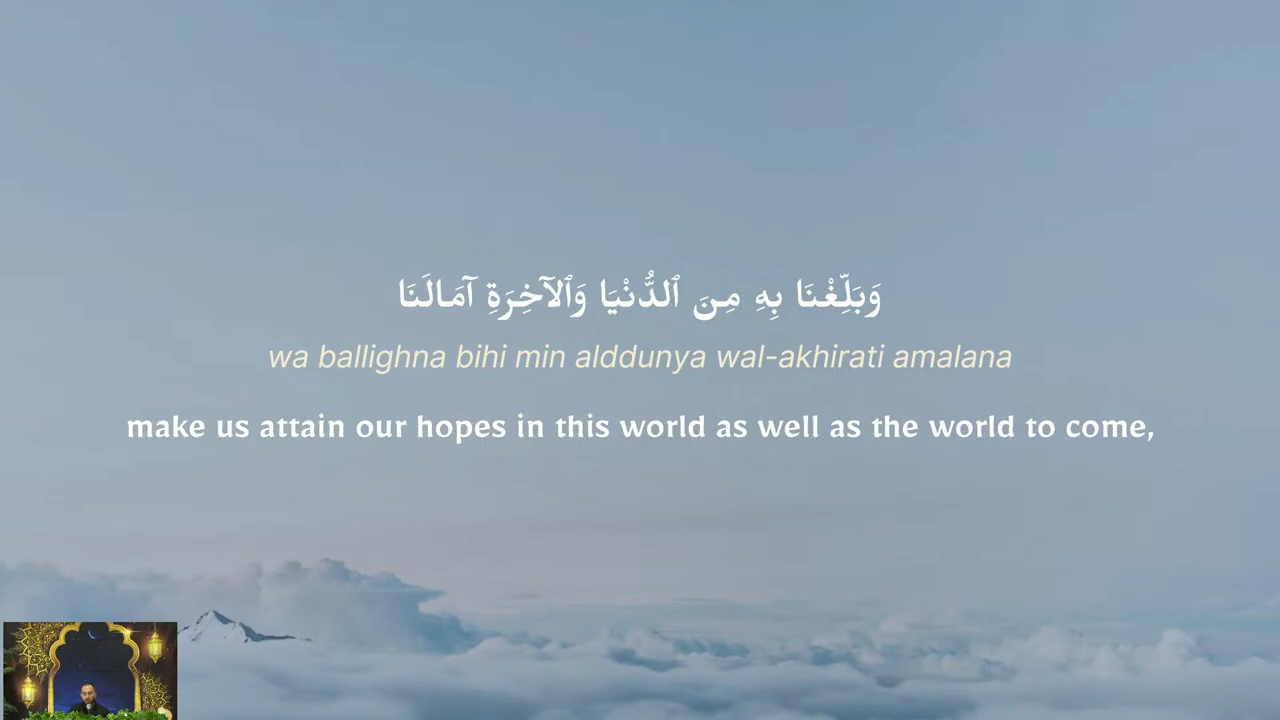 وَبَلِّغْنَا بِهِ مِنَ ٱلدُّنْيَا وَٱلآخِرَةِ آمَالَنَا
wa ballighna bihi min alddunya wal-akhirati amalana
make us attain our hopes in this world as well as the world to come,